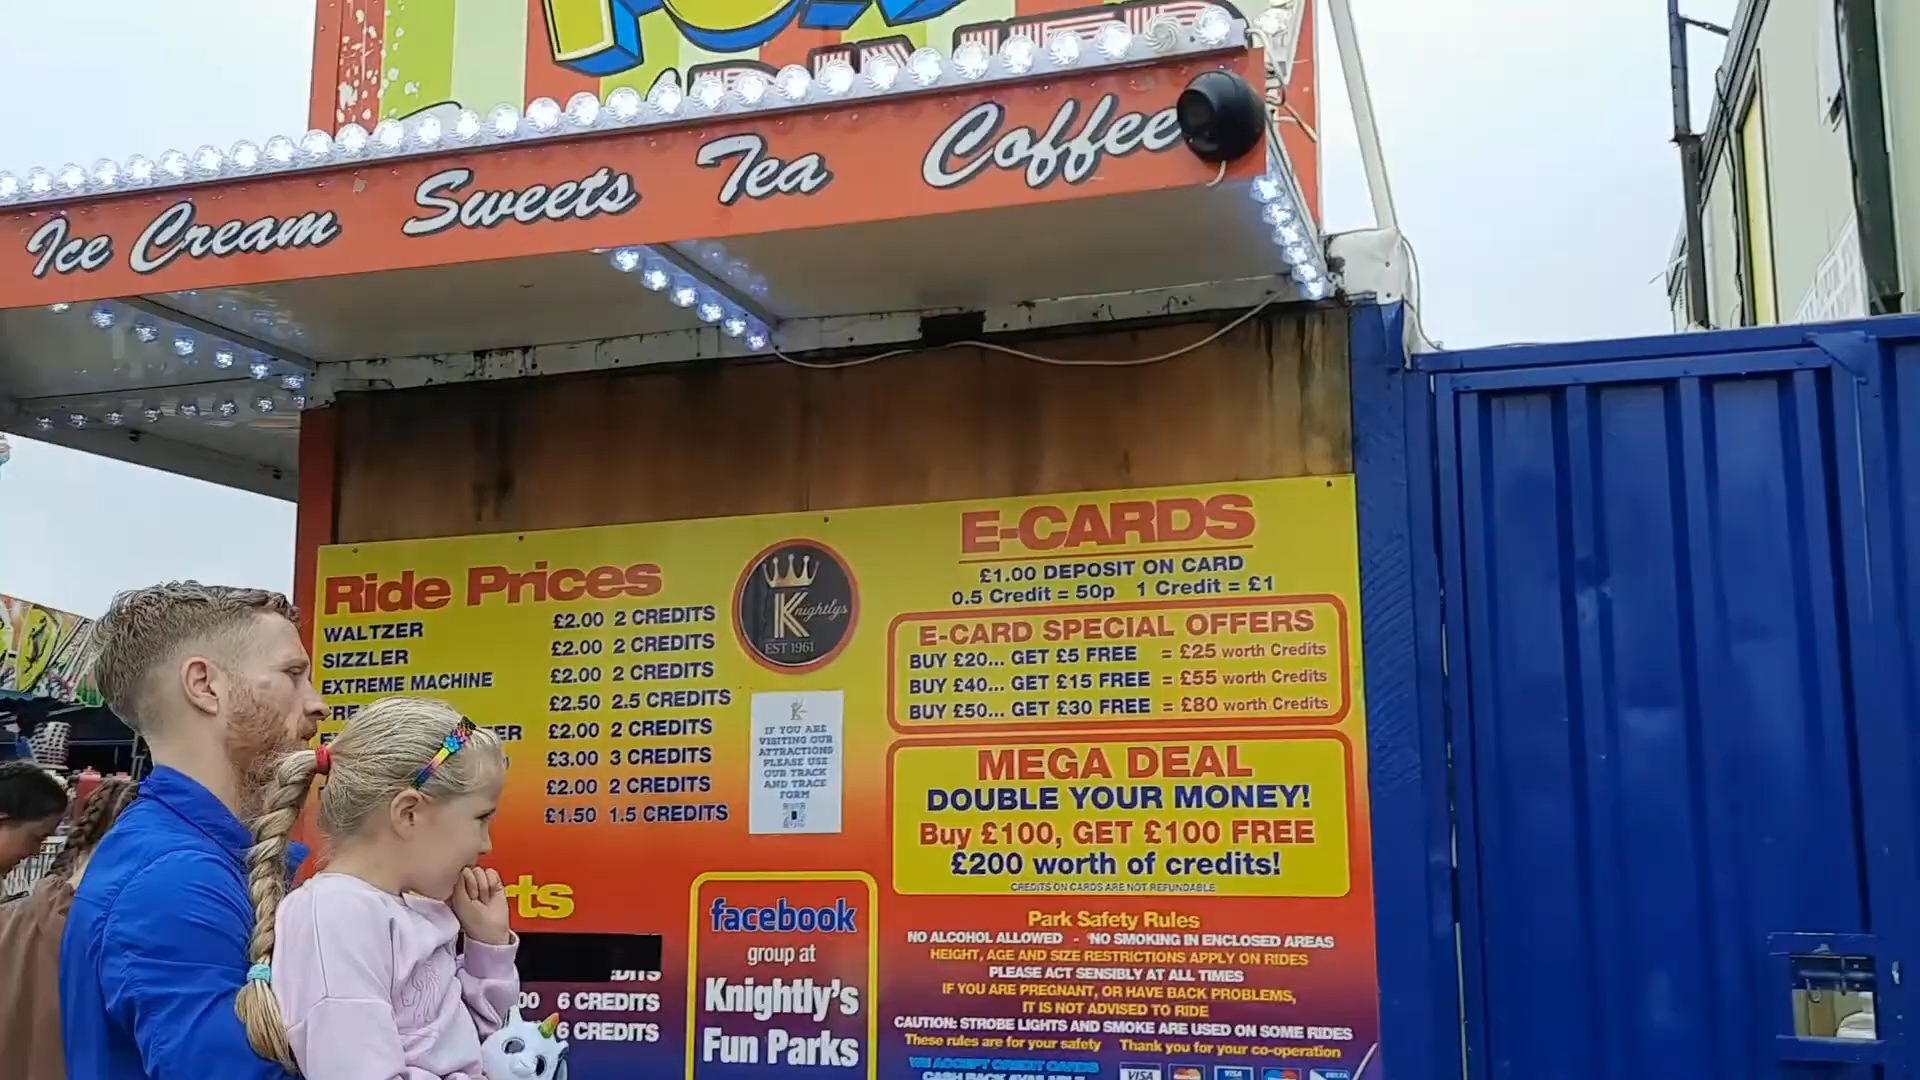 Ice Cream Sweets Tea Coffee
E-CARDS
£1.00 DEPOSIT ON CARD
0.5 Credit = 50p 1 Credit = £1
Ride Prices
WALTZER £2.00 2 CREDITS
SIZZLER £2.00 2 CREDITS
EXTREME MACHINE £2.00 2 CREDITS
£2.50 2.5 CREDITS
£2.00 2 CREDITS
£3.00 3 CREDITS
£2.00 2 CREDITS
£1.50 1.5 CREDITS
Knightlys
EST 1961
IF YOU ARE
VISITING OUR
ATTRACTIONS
PLEASE USE
OUR TRACK
AND TRACE
FORM
E-CARD SPECIAL OFFERS
BUY £20... GET £5 FREE = £25 worth Credits
BUY £40... GET £15 FREE = £55 worth Credits
BUY £50... GET £30 FREE = £80 worth Credits
MEGA DEAL
DOUBLE YOUR MONEY!
Buy £100, GET £100 FREE
£200 worth of credits!
CREDITS ON CARDS ARE NOT REFUNDABLE
6 CREDITS
6 CREDITS
facebook
group at
Knightly's
Fun Parks
Park Safety Rules
NO ALCOHOL ALLOWED - NO SMOKING IN ENCLOSED AREAS
HEIGHT, AGE AND SIZE RESTRICTIONS APPLY ON RIDES
PLEASE ACT SENSIBLY AT ALL TIMES
IF YOU ARE PREGNANT, OR HAVE BACK PROBLEMS,
IT IS NOT ADVISED TO RIDE
CAUTION: STROBE LIGHTS AND SMOKE ARE USED ON SOME RIDES
These rules are for your safety Thank you for your co-operation
WE ACCEPT CREDIT CARDS
CASH BACK AVAILABLE
VISA VISA DELTA